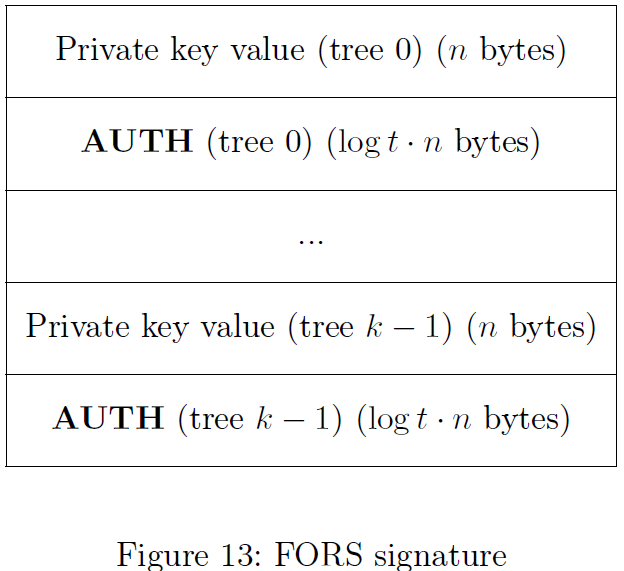 Private key value (tree 0) (n bytes)
AUTH (tree 0) (log t · n bytes)
...
Private key value (tree k − 1) (n bytes)
AUTH (tree k − 1) (log t · n bytes)
Figure 13: FORS signature